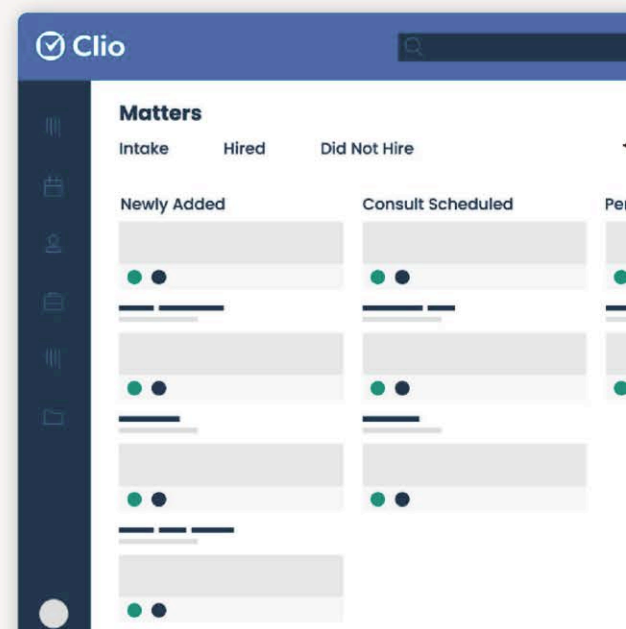 Clio
Matters
Intake Hired Did Not Hire
Newly Added Consult Scheduled